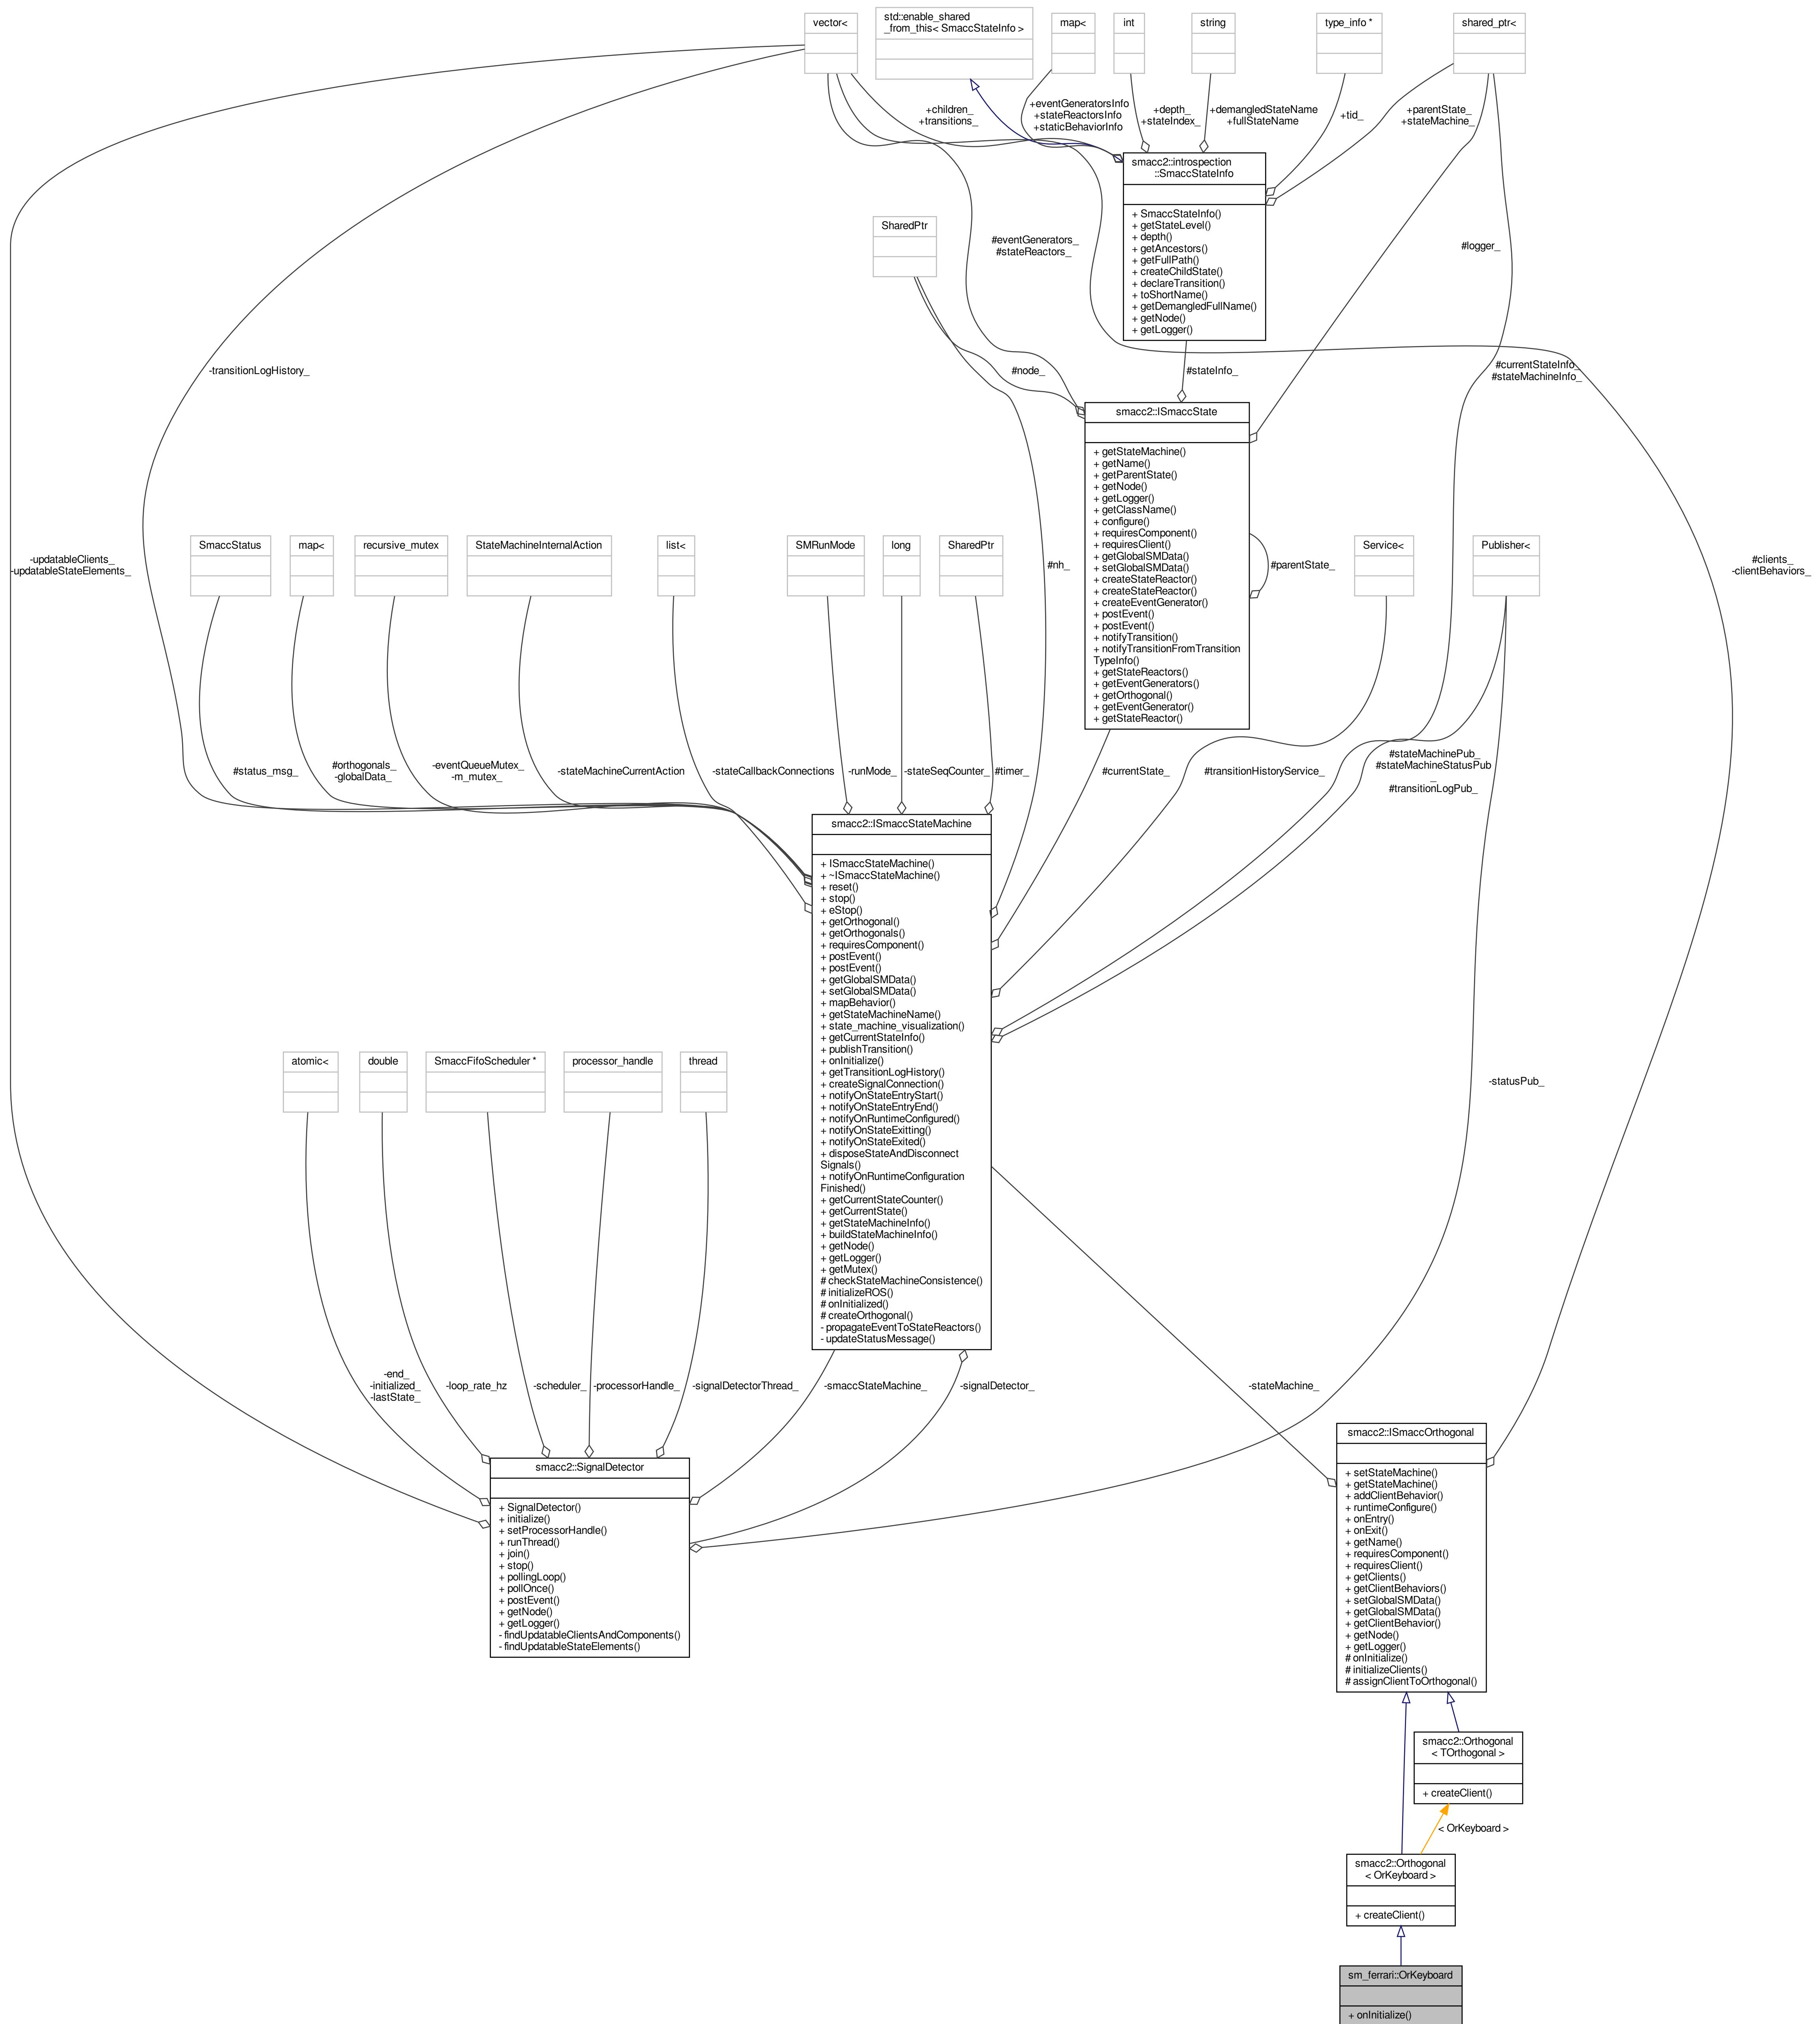 vector<
std::enable_shared
_from_this< SmaccStateInfo >
map<
int
string
type_info *
shared_ptr<
+children_
+transitions_
+eventGeneratorsInfo
+stateReactorsInfo
+staticBehaviorInfo
+depth_
+stateIndex_
+demangledStateName
+fullStateName
+tid_
+parentState_
+stateMachine_
smacc2::introspection
::SmaccStateInfo
+ SmaccStateInfo()
+ getStateLevel()
+ depth()
+ getAncestors()
+ getFullPath()
+ createChildState()
+ declareTransition()
+ toShortName()
+ getDemangledFullName()
+ getNode()
+ getLogger()
SharedPtr
#eventGenerators_
#stateReactors_
#logger_
-transitionLogHistory_
#node_
#stateInfo_
#currentStateInfo_
#stateMachineInfo_
smacc2::ISmaccState
+ getStateMachine()
+ getName()
+ getParentState()
+ getNode()
+ getLogger()
+ getClassName()
+ configure()
+ requiresComponent()
+ requiresClient()
+ getGlobalSMData()
+ setGlobalSMData()
+ createStateReactor()
+ createStateReactor()
+ createEventGenerator()
+ postEvent()
+ postEvent()
+ notifyTransition()
+ notifyTransitionFromTransition
TypeInfo()
+ getStateReactors()
+ getEventGenerators()
+ getOrthogonal()
+ getEventGenerator()
+ getStateReactor()
#parentState_
-updatableClients_
-updatableStateElements_
SmaccStatus
map<
recursive_mutex
StateMachineInternalAction
list<
SMRunMode
long
SharedPtr
#nh_
Service<
Publisher<
#clients_
-clientBehaviors_
#status_msg_
#orthogonals_
-globalData_
-eventQueueMutex_
-m_mutex_
-stateMachineCurrentAction
-stateCallbackConnections
-runMode_
-stateSeqCounter_
#timer_
#currentState_
#transitionHistoryService_
#stateMachinePub_
#stateMachineStatusPub
_
#transitionLogPub_
smacc2::ISmaccStateMachine
+ ISmaccStateMachine()
+ ~ISmaccStateMachine()
+ reset()
+ stop()
+ eStop()
+ getOrthogonal()
+ getOrthogonals()
+ requiresComponent()
+ postEvent()
+ postEvent()
+ getGlobalSMData()
+ setGlobalSMData()
+ mapBehavior()
+ getStateMachineName()
+ state_machine_visualization()
+ getCurrentStateInfo()
+ publishTransition()
+ onInitialize()
+ getTransitionLogHistory()
+ createSignalConnection()
+ notifyOnStateEntryStart()
+ notifyOnStateEntryEnd()
+ notifyOnRuntimeConfigured()
+ notifyOnStateExitting()
+ notifyOnStateExited()
+ disposeStateAndDisconnect
Signals()
+ notifyOnRuntimeConfiguration
Finished()
+ getCurrentStateCounter()
+ getCurrentState()
+ getStateMachineInfo()
+ buildStateMachineInfo()
+ getNode()
+ getLogger()
+ getMutex()
# checkStateMachineConsistence()
# initializeROS()
# onInitialized()
# createOrthogonal()
- propagateEventToStateReactors()
- updateStatusMessage()
atomic<
double
SmaccFifoScheduler *
processor_handle
thread
-statusPub_
-end_
-initialized_
-lastState_
-loop_rate_hz
-scheduler_
-processorHandle_
-signalDetectorThread_
-smaccStateMachine_
-signalDetector_
-stateMachine_
smacc2::SignalDetector
+ SignalDetector()
+ initialize()
+ setProcessorHandle()
+ runThread()
+ join()
+ stop()
+ pollingLoop()
+ pollOnce()
+ postEvent()
+ getNode()
+ getLogger()
- findUpdatableClientsAndComponents()
- findUpdatableStateElements()
smacc2::ISmaccOrthogonal
+ setStateMachine()
+ getStateMachine()
+ addClientBehavior()
+ runtimeConfigure()
+ onEntry()
+ onExit()
+ getName()
+ requiresComponent()
+ requiresClient()
+ getClients()
+ getClientBehaviors()
+ setGlobalSMData()
+ getGlobalSMData()
+ getClientBehavior()
+ getNode()
+ getLogger()
# onInitialize()
# initializeClients()
# assignClientToOrthogonal()
smacc2::Orthogonal
< TOrthogonal >
+ createClient()
< OrKeyboard >
smacc2::Orthogonal
< OrKeyboard >
+ createClient()
sm_ferrari::OrKeyboard
+ onInitialize()